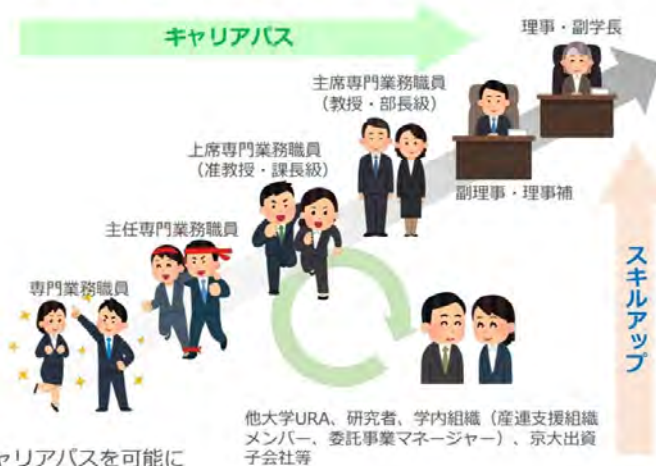 キャリアパス
理事・副学長
主席専門業務職員
（教授・部長級）
上席専門業務職員
（准教授・課長級）
副理事・理事補
主任専門業務職員
専門業務職員
スキルアップ
他大学URA、研究者、学内組織（産連支援組織
メンバー、委託事業マネージャー）、京大出資
子会社等
ャリアパスを可能に